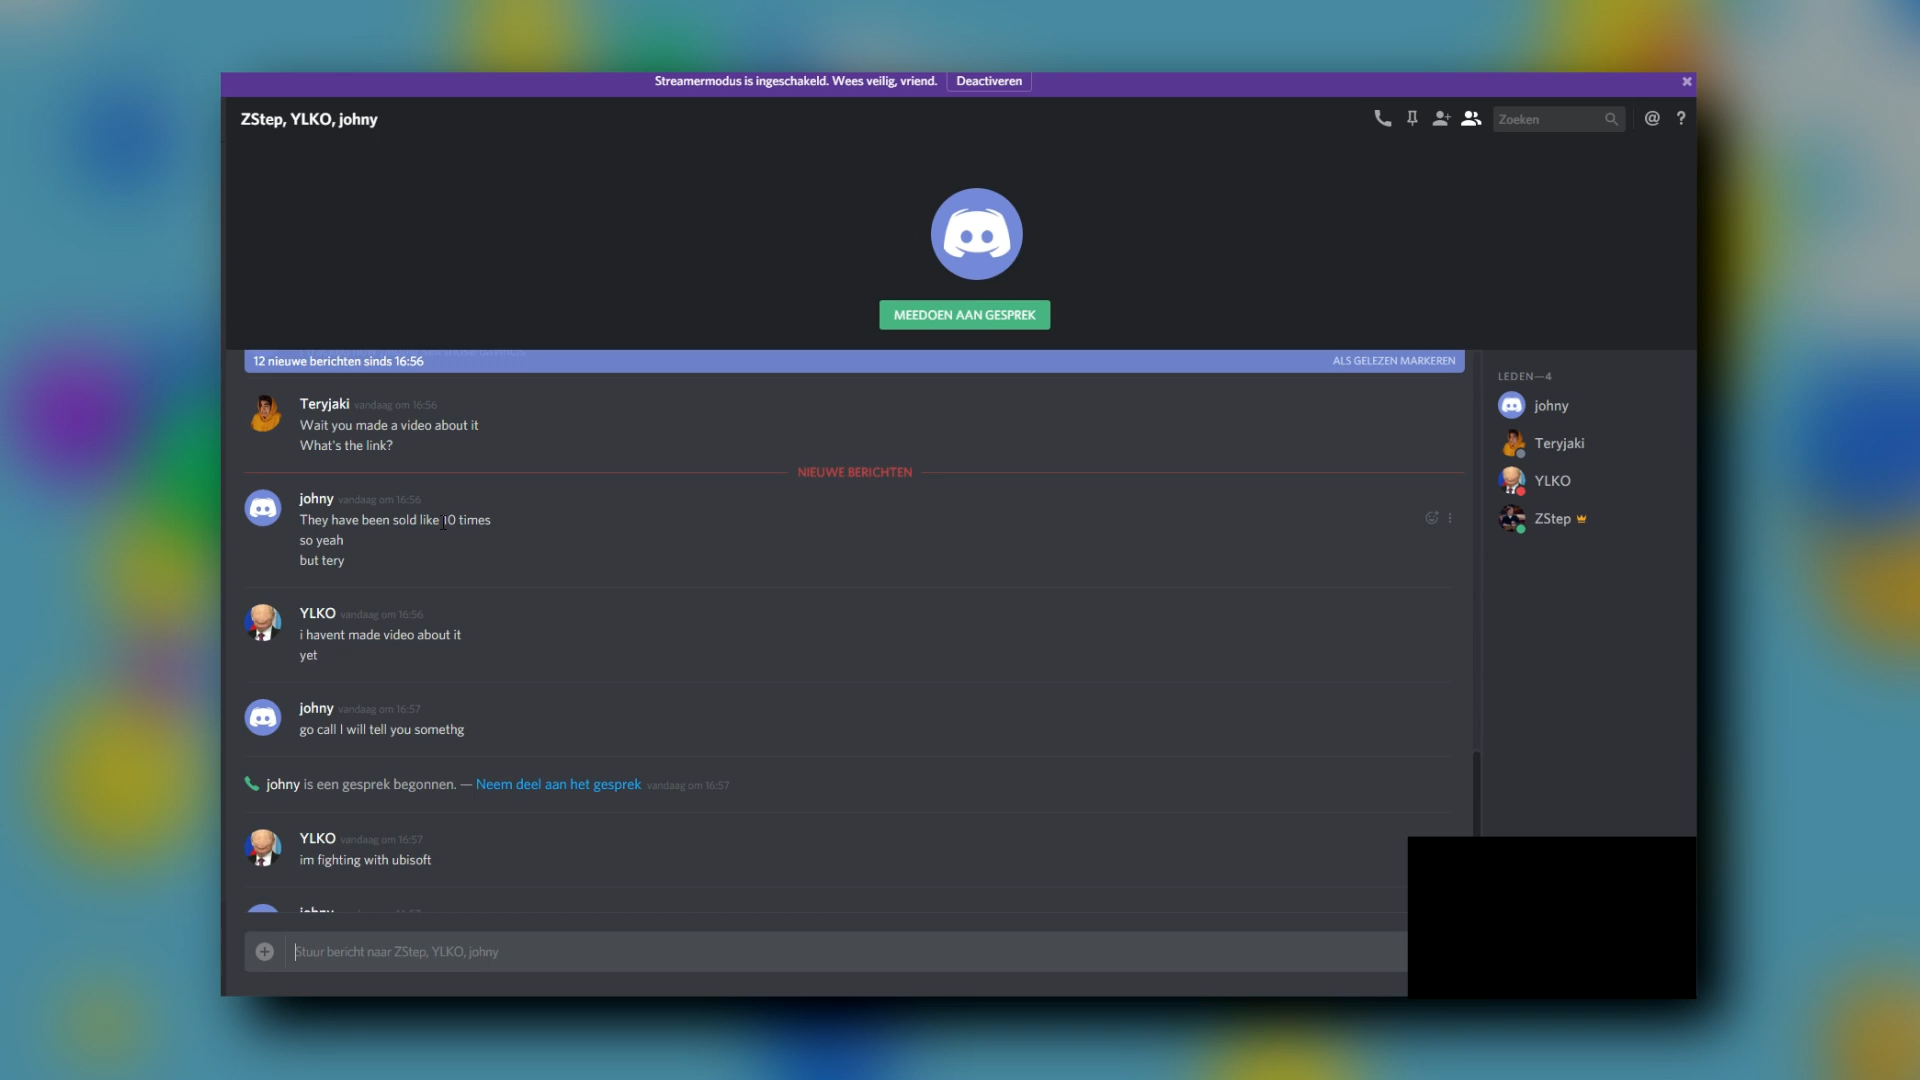 Streamermodus is ingeschakeld. Wees veilig, vriend. Deactiveren
ZStep, YLKO, johny
Zoeken
MEEDOEN AAN GESPREK
12 nieuwe berichten sinds 16:56 ALS GELEZEN MARKEREN
Teryjaki vandaag om 16:56
Wait you made a video about it
What's the link?
NIEUWE BERICHTEN
johny vandaag om 16:56
They have been sold like 10 times
so yeah
but tery
YLKO vandaag om 16:56
i havent made video about it
yet
johny vandaag om 16:57
go call I will tell you somethg
johny is een gesprek begonnen. — Neem deel aan het gesprek vandaag om 16:57
YLKO vandaag om 16:57
im fighting with ubisoft
johny
Stuur bericht naar ZStep, YLKO, johny
LEDEN—4
johny
Teryjaki
YLKO
ZStep